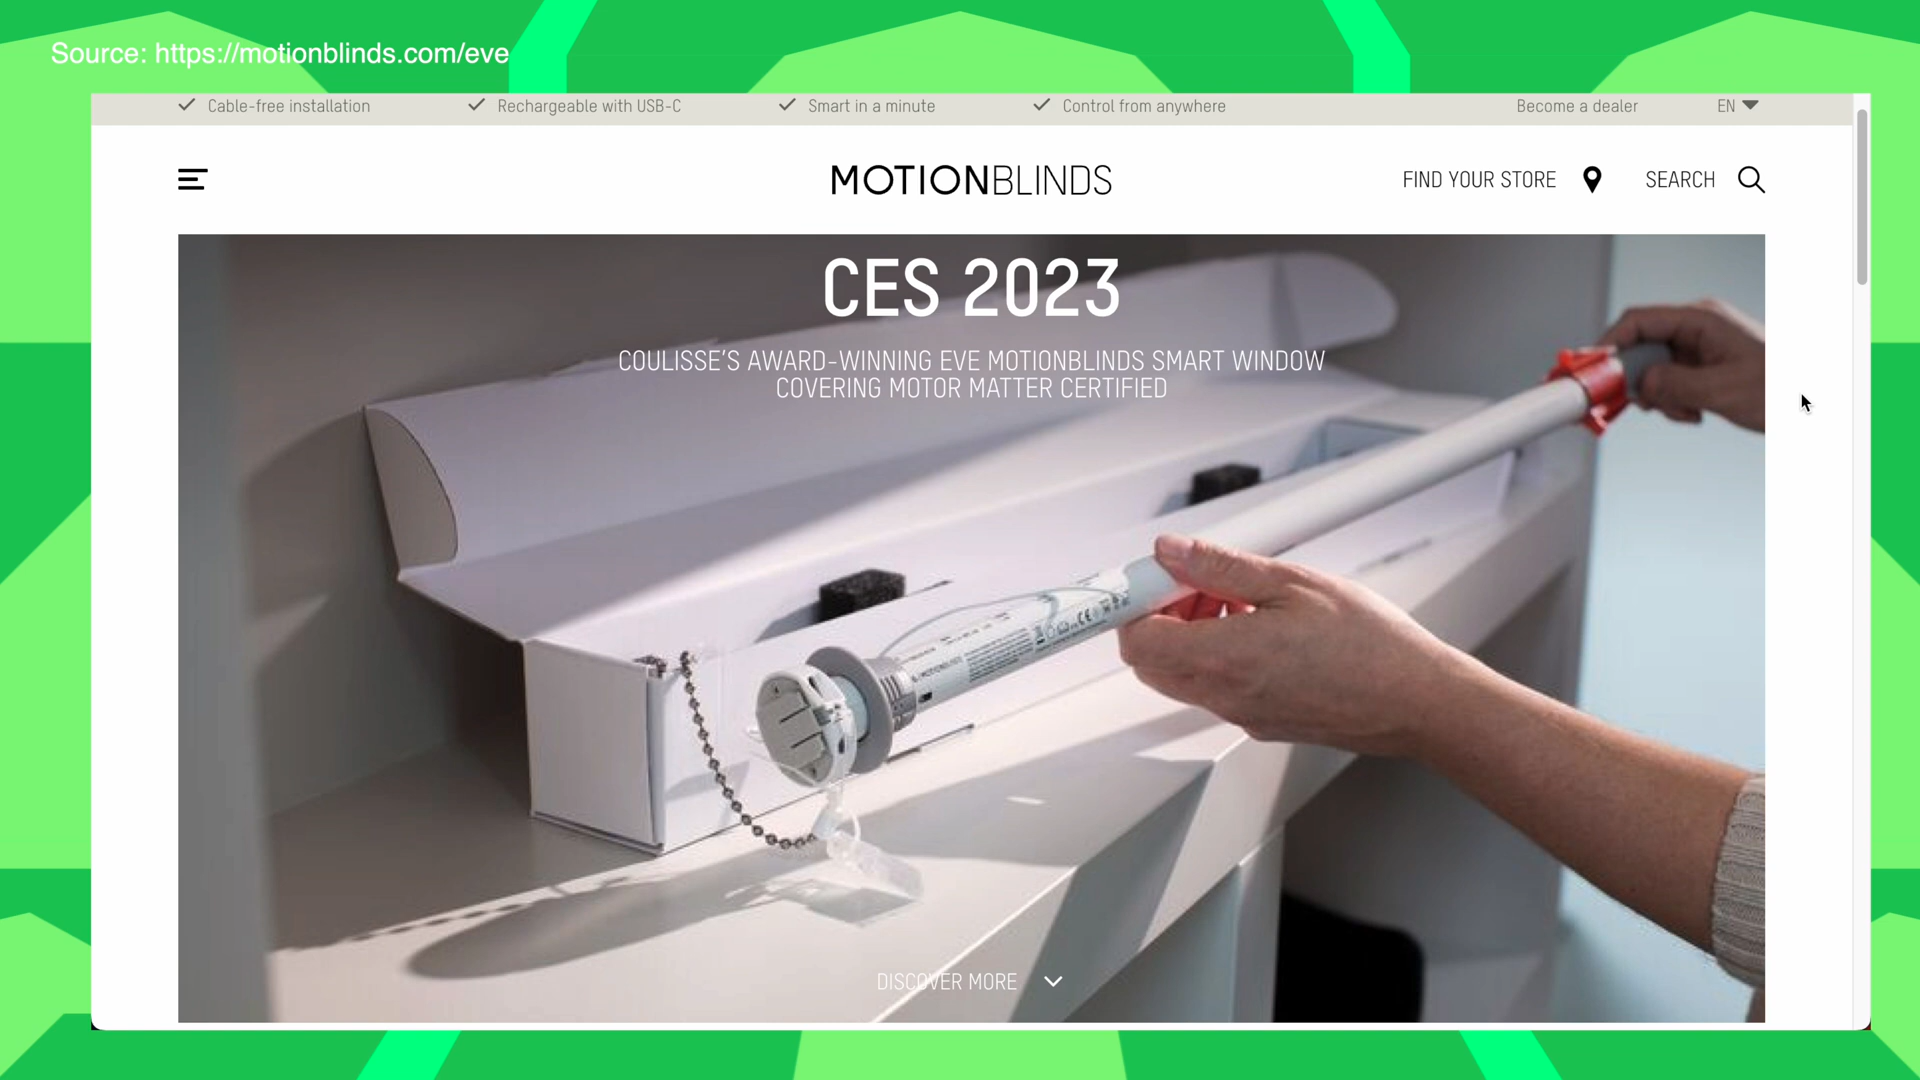 Source: https://motionblinds.com/eve
Cable-free installation
Rechargeable with USB-C
Smart in a minute
Control from anywhere
Become a dealer
EN
MOTIONBLINDS
FIND YOUR STORE
SEARCH
CES 2023
COULISSE'S AWARD-WINNING EVE MOTIONBLINDS SMART WINDOW
COVERING MOTOR MATTER CERTIFIED
DISCOVER MORE